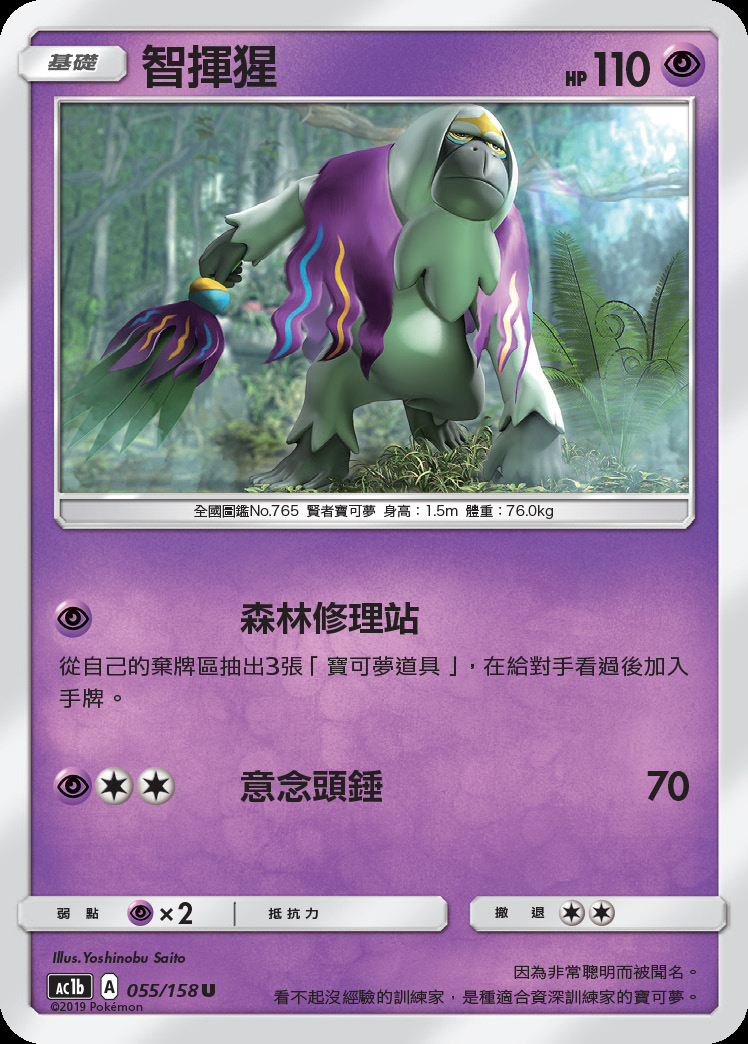 基礎 智揮猩 HP 110
全國圖鑑No.765 賢者寶可夢 身高：1.5m 體重：76.0kg
森林修理站
從自己的棄牌區抽出3張「寶可夢道具」，在給對手看過後加入
手牌。
意念頭錘 70
弱點 ×2 抵抗力 撤退
Illus.Yoshinobu Saito
因為非常聰明而被聞名。
AC1b A 055/158 U
看不起沒經驗的訓練家，是種適合資深訓練家的寶可夢。
©2019 Pokémon